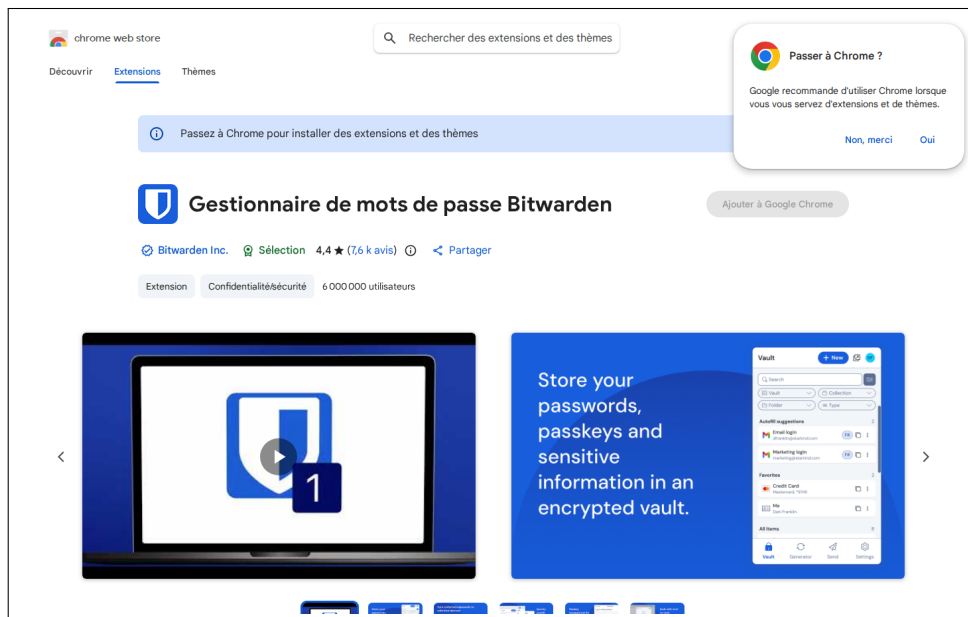 chrome web store
Rechercher des extensions et des thèmes
Passer à Chrome ?
Découvrir
Extensions
Thèmes
Google recommande d'utiliser Chrome lorsque
vous vous servez d'extensions et de thèmes.
Non, merci
Oui
Passez à Chrome pour installer des extensions et des thèmes
Gestionnaire de mots de passe Bitwarden
Ajouter à Google Chrome
Bitwarden Inc.
Sélection
4,4 ★ (7,6 k avis)
Partager
Extension
Confidentialité/sécurité
6 000 000 utilisateurs
1
Store your
passwords,
passkeys and
sensitive
information in an
encrypted vault.
Vault
+ New
Search
Vault
Collection
Folder
Type
Autofill suggestions
Email login
Fill
Marketing login
Fill
Favorites
Credit Card
Me
All items
Vault
Generator
Send
Settings